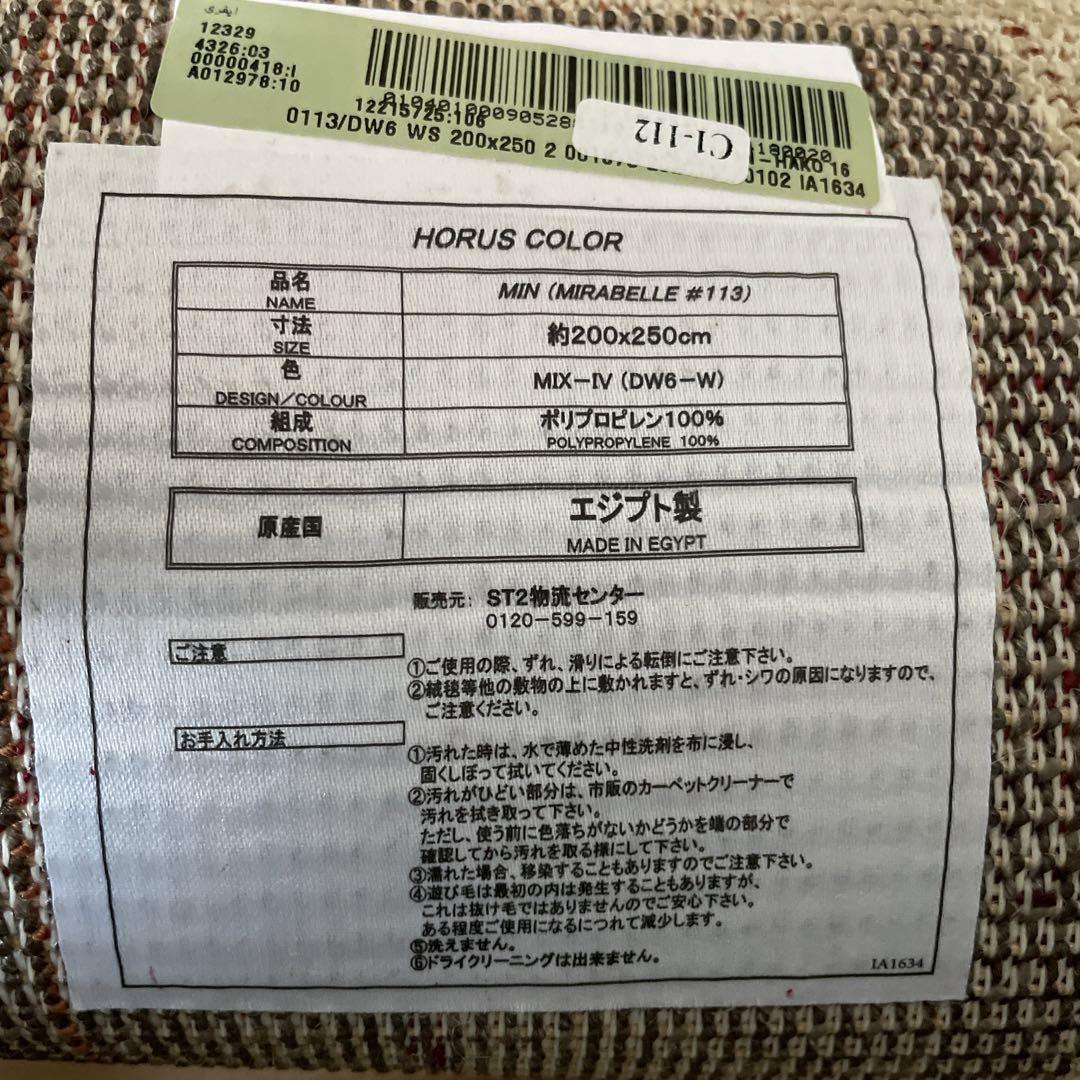 ايفري
12329
4326:03
00000418:I
A012978:10
12215725:106
0113/DW6 WS 200x250 2
HAKO 16
0102 IA1634
C1-112
HORUS COLOR
品名 MIN (MIRABELLE #113)
NAME
寸法 約200x250cm
SIZE
色 MIX-IV (DW6-W)
DESIGN/COLOUR
組成 ポリプロピレン100%
COMPOSITION POLYPROPYLENE 100%
原産国 エジプト製
MADE IN EGYPT
販売元: ST2物流センター
0120-599-159
ご注意
①ご使用の際、ずれ、滑りによる転倒にご注意下さい。
②絨毯等他の敷物の上に敷かれますと、ずれ・シワの原因になりますので、
ご注意ください。
お手入れ方法
①汚れた時は、水で薄めた中性洗剤を布に浸し、
固くしぼって拭いてください。
②汚れがひどい部分は、市販のカーペットクリーナーで
汚れを拭き取って下さい。
ただし、使う前に色落ちがないかどうかを端の部分で
確認してから汚れを取る様にして下さい。
③濡れた場合、移染することもありますのでご注意下さい。
④遊び毛は最初の内は発生することもありますが、
これは抜け毛ではありませんのでご安心下さい。
ある程度ご使用になるにつれて減少します。
⑤洗えません。
⑥ドライクリーニングは出来ません。
IA1634